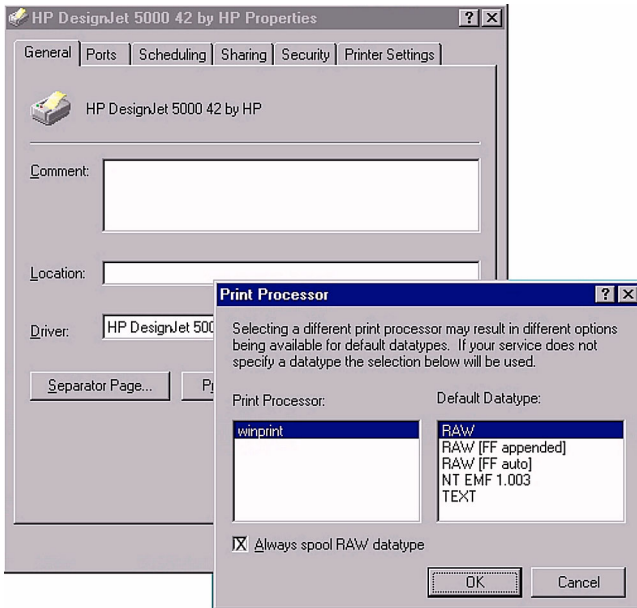 HP DesignJet 5000 42 by HP Properties
General Ports Scheduling Sharing Security Printer Settings
HP DesignJet 5000 42 by HP
Comment:
Location:
Driver:
HP DesignJet 500
Separator Page...
Print Processor
Selecting a different print processor may result in different options
being available for default datatypes. If your service does not
specify a datatype the selection below will be used.
Print Processor:
Default Datatype:
winprint
RAW
RAW [FF appended]
RAW [FF auto]
NT EMF 1.003
TEXT
Always spool RAW datatype
OK
Cancel